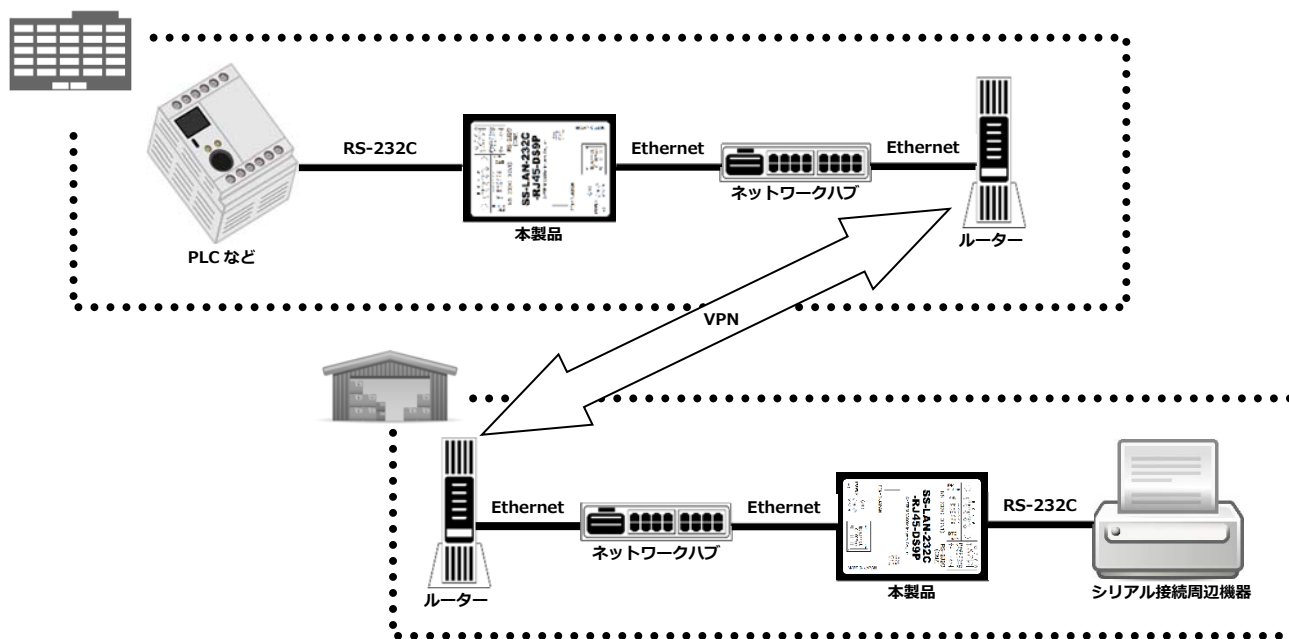 RS-232C
SS-LAN-232C
-RJ45-DS9P
Ethernet
Ethernet
ネットワークハブ
PLC など
本製品
ルーター
VPN
Ethernet
Ethernet
SS-LAN-232C
-RJ45-DS9P
RS-232C
ネットワークハブ
ルーター
本製品
シリアル接続周辺機器